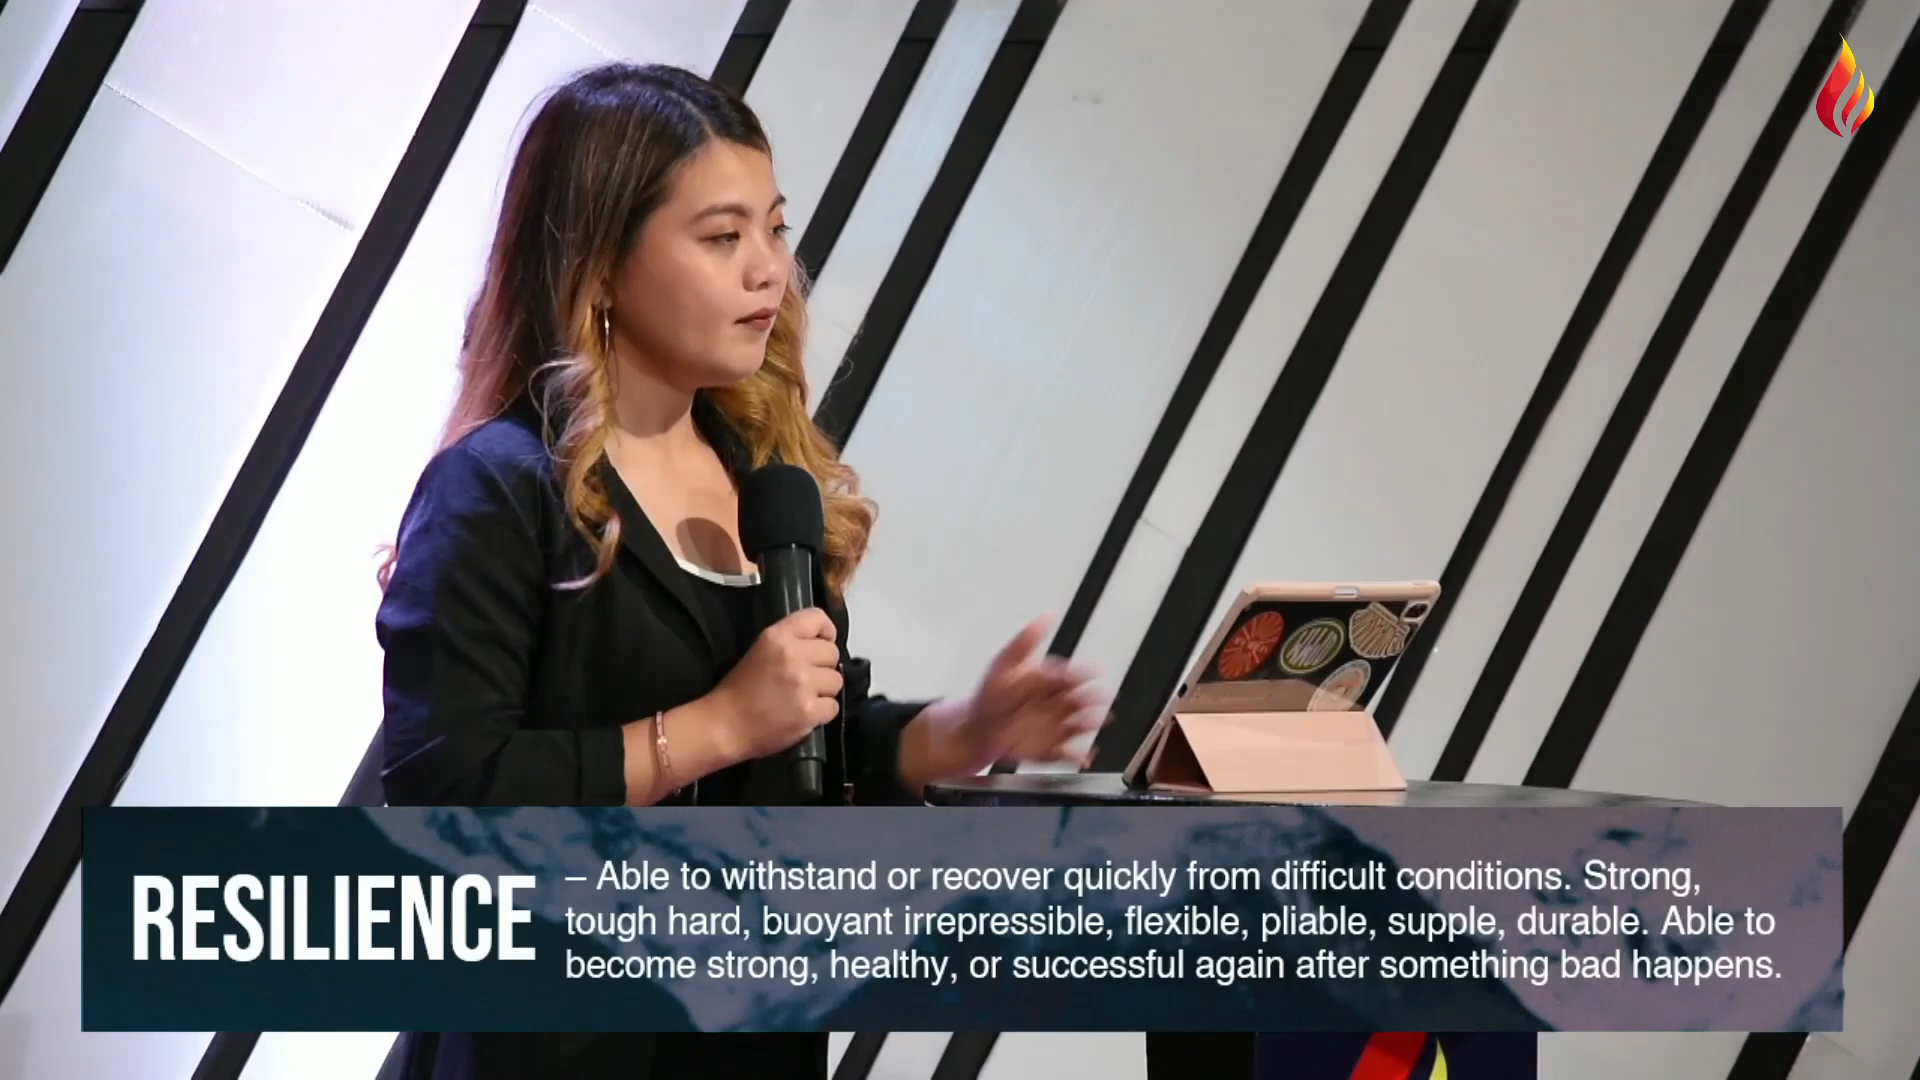 RESILIENCE
– Able to withstand or recover quickly from difficult conditions. Strong,
tough hard, buoyant irrepressible, flexible, pliable, supple, durable. Able to
become strong, healthy, or successful again after something bad happens.